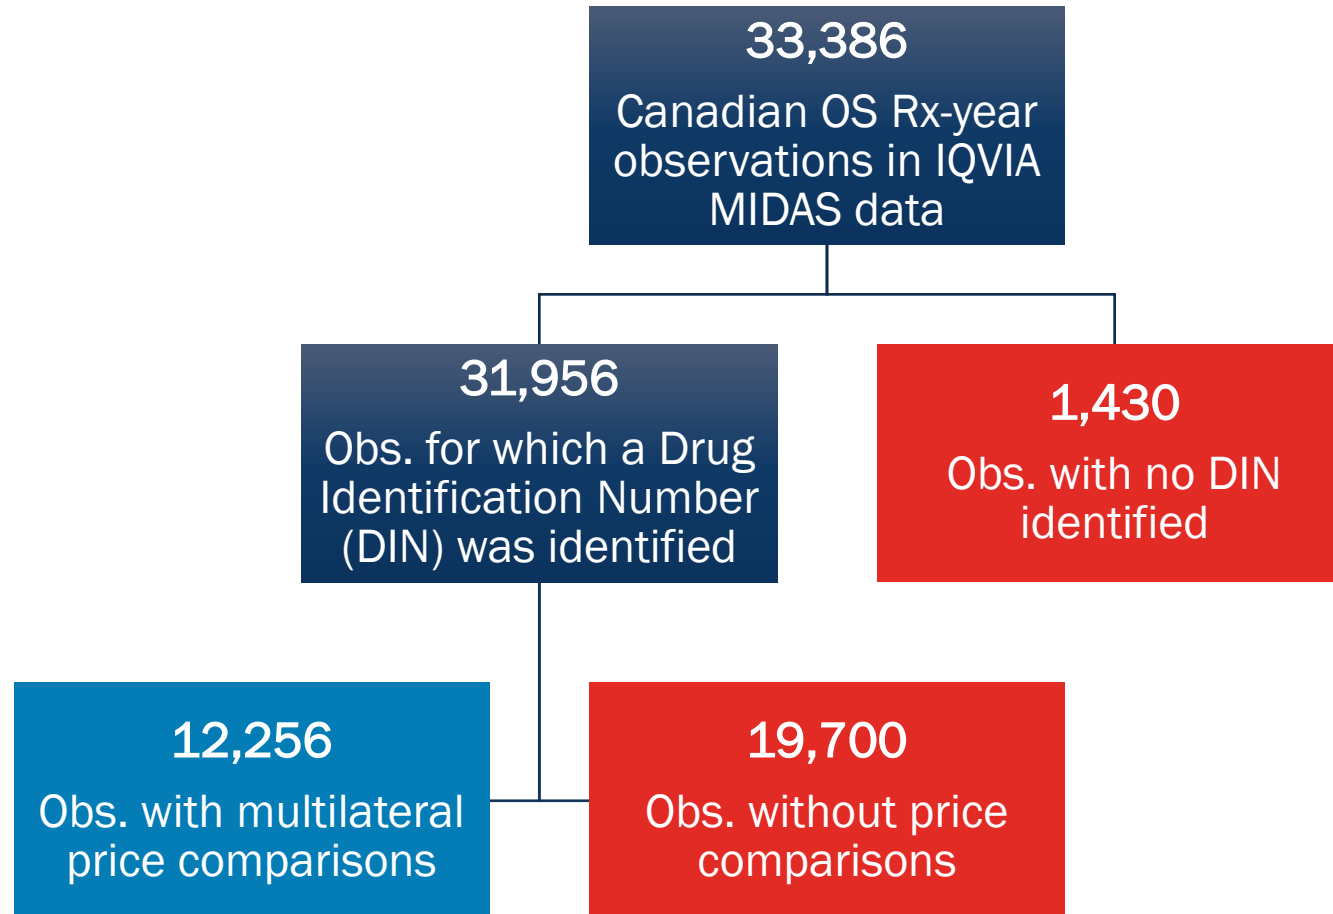 33,386
Canadian OS Rx-year
observations in IQVIA
MIDAS data
31,956
Obs. for which a Drug
Identification Number
(DIN) was identified
1,430
Obs. with no DIN
identified
12,256
Obs. with multilateral
price comparisons
19,700
Obs. without price
comparisons